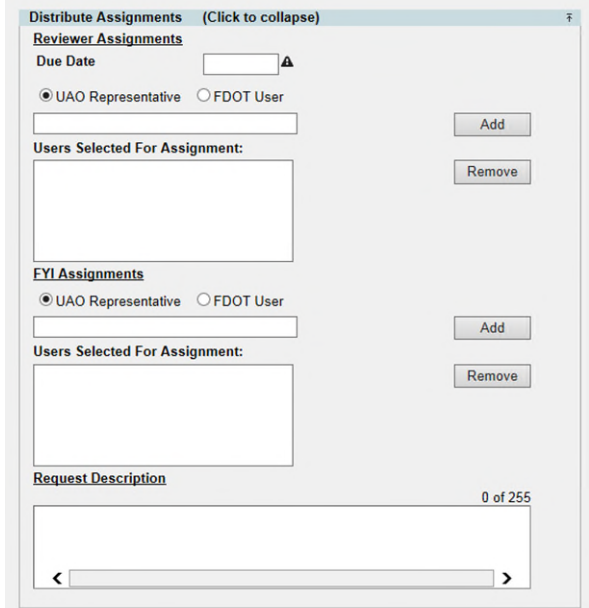 Distribute Assignments (Click to collapse)
Reviewer Assignments
Due Date
UAO Representative FDOT User
Add
Users Selected For Assignment:
Remove
FYI Assignments
UAO Representative FDOT User
Add
Users Selected For Assignment:
Remove
Request Description
0 of 255